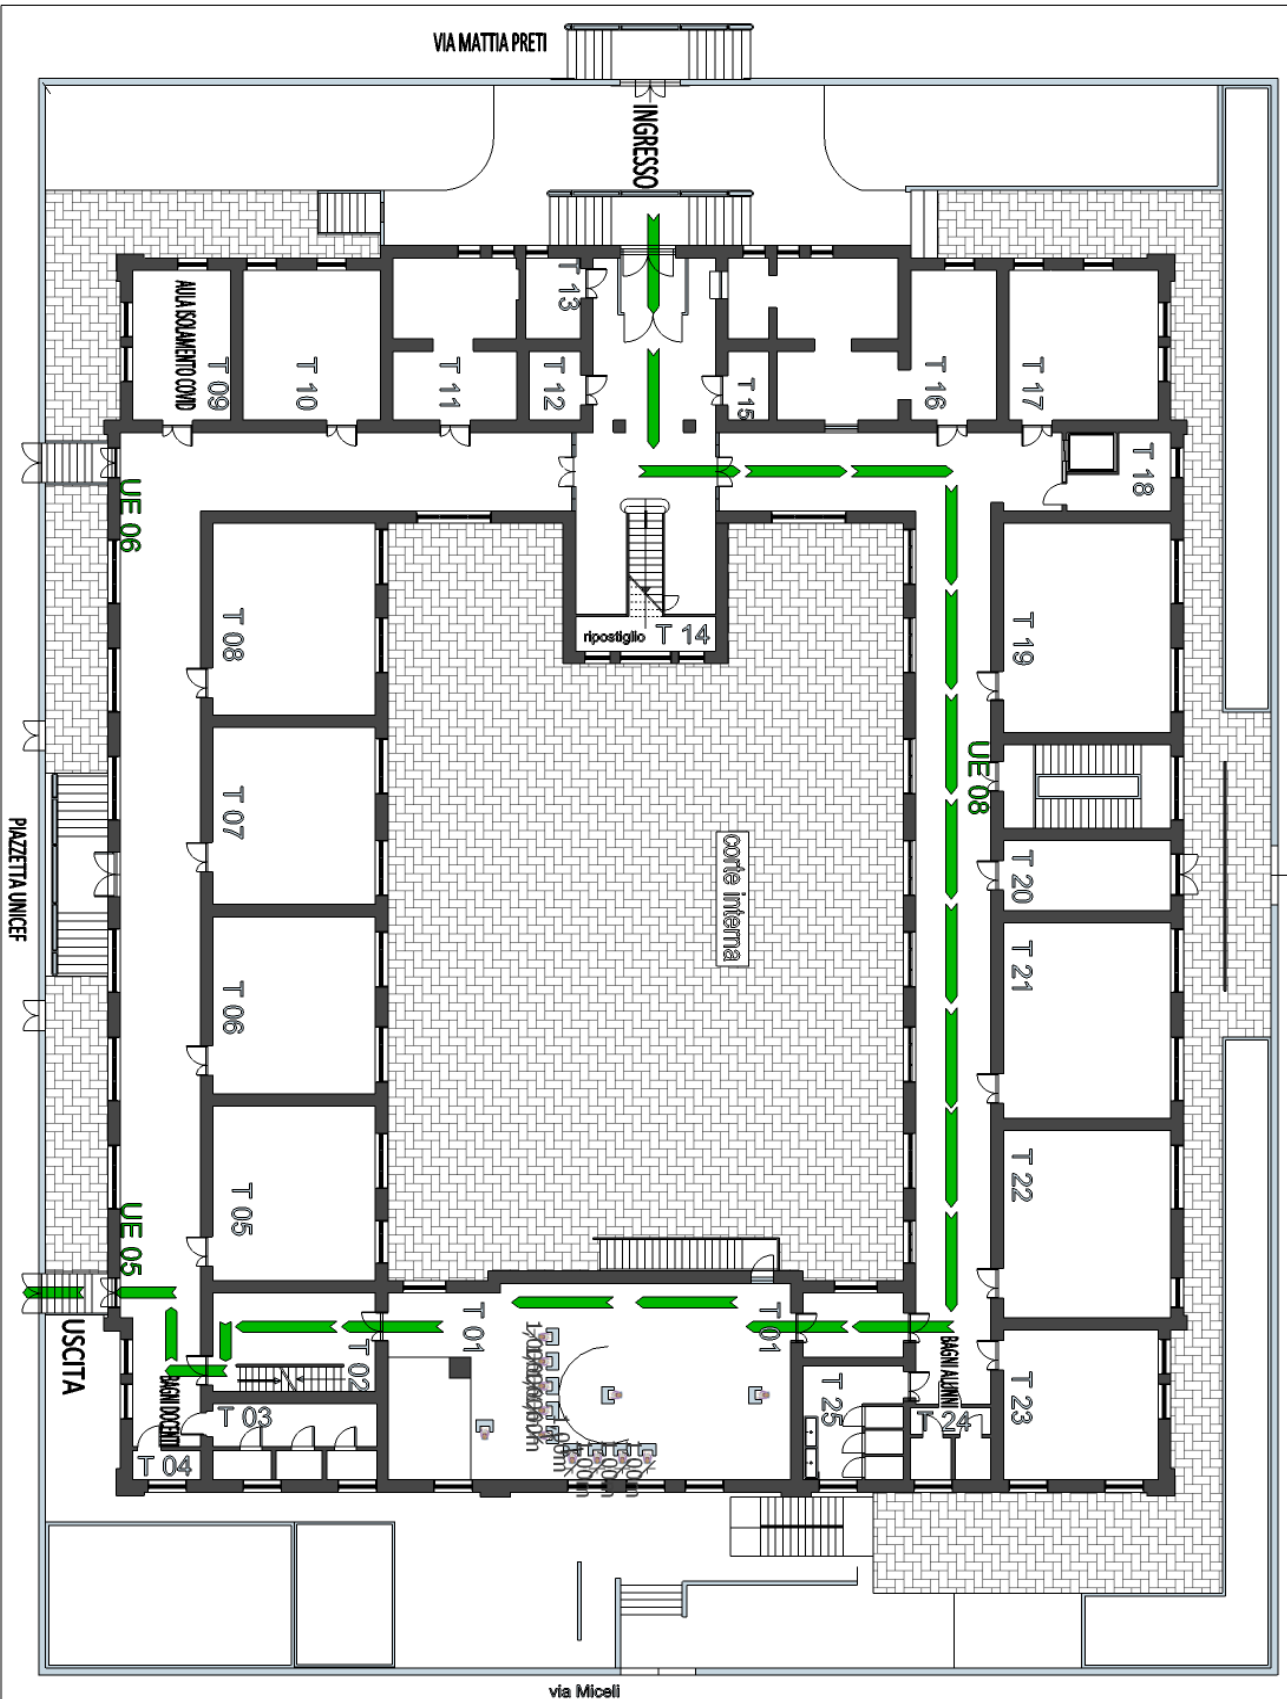 VIA MATTIA PRETI
INGRESSO
T 13
AULA ISOLAMENTO COVID
T 09
T 10
T 11
T 12
T 15
T 16
T 17
T 18
UE 06
T 08
ripostiglio
T 14
T 19
UE 08
T 07
corte interna
T 20
PIAZZETTA UNICEF
T 06
T 21
T 05
T 22
UE 05
USCITA
T 01
T 01
T 02
BAGNI ALUNNI
BAGNI DOCENTI
T 03
T 04
T 25
T 24
T 23
via Miceli